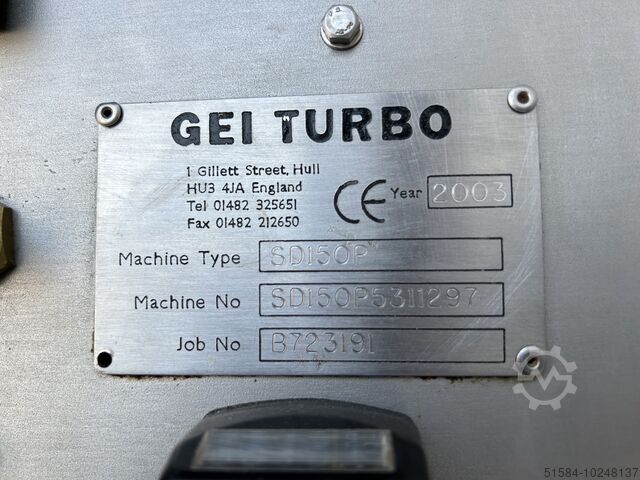 GEI TURBO
1 Gillett Street, Hull
HU3 4JA England
Tel 01482 325651
Fax 01482 212650
CE Year 2003
Machine Type SD150P
Machine No SD150P5311297
Job No B723191
51584-10248137